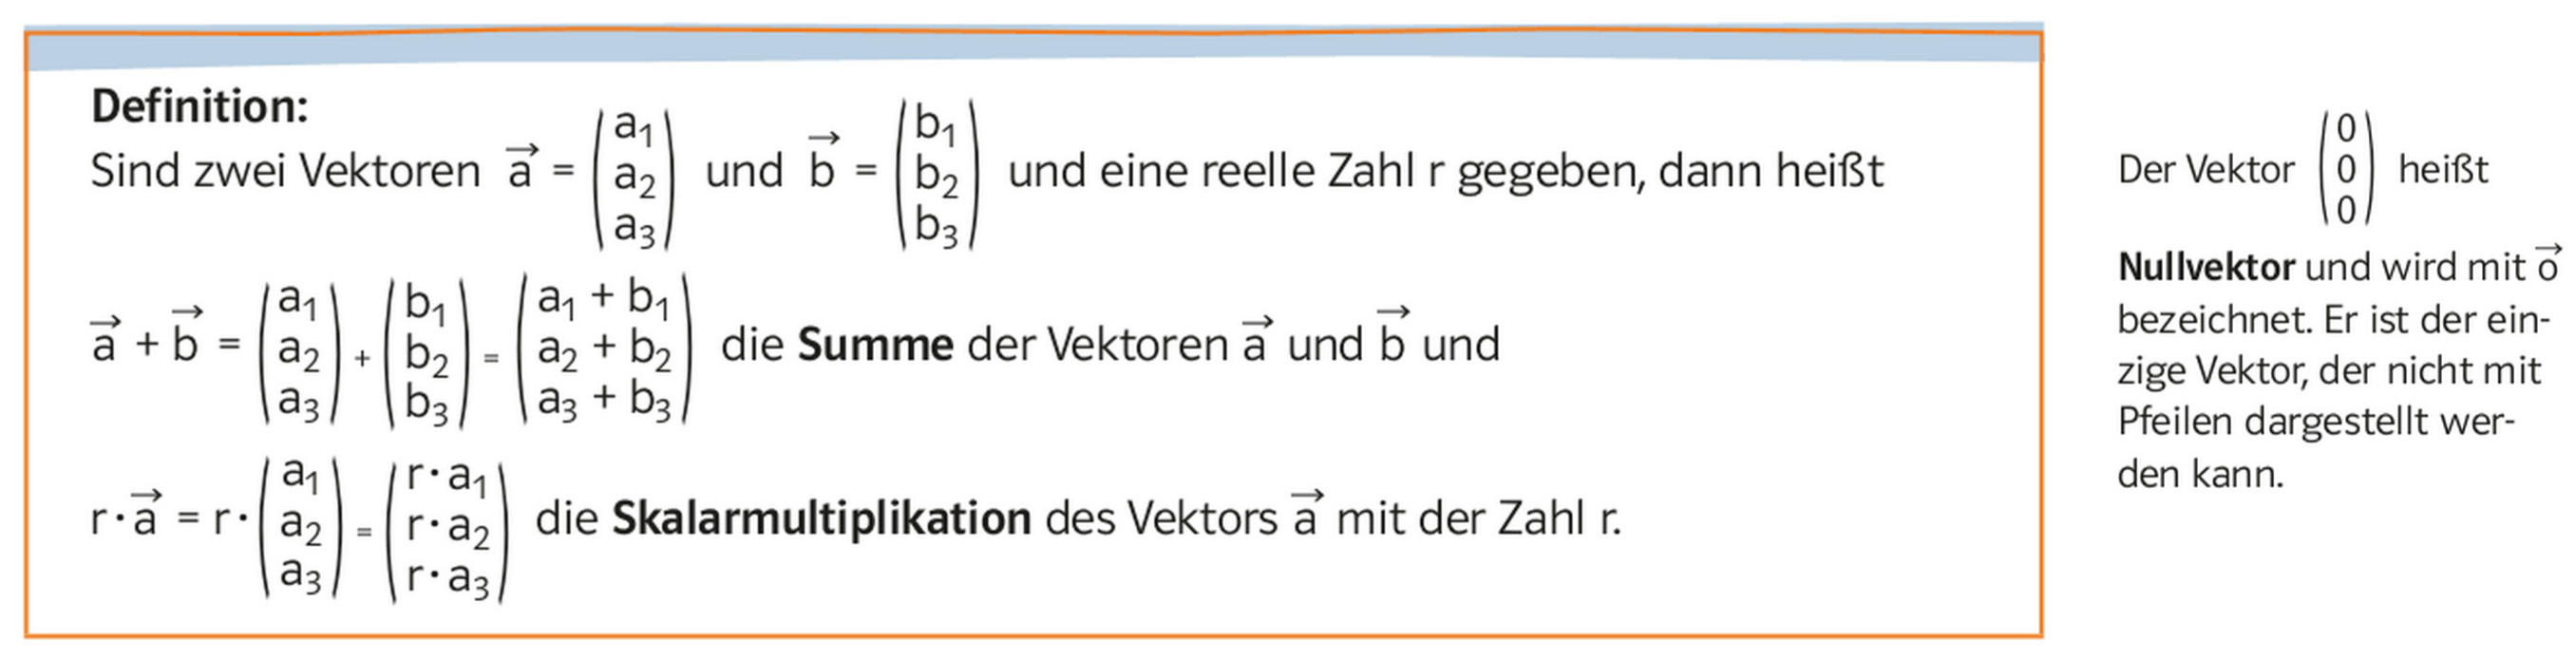 Definition:
Sind zwei Vektoren $\vec{a} = \begin{pmatrix} a_1 \\ a_2 \\ a_3 \end{pmatrix}$ und $\vec{b} = \begin{pmatrix} b_1 \\ b_2 \\ b_3 \end{pmatrix}$ und eine reelle Zahl r gegeben, dann heißt
$\vec{a} + \vec{b} = \begin{pmatrix} a_1 \\ a_2 \\ a_3 \end{pmatrix} + \begin{pmatrix} b_1 \\ b_2 \\ b_3 \end{pmatrix} = \begin{pmatrix} a_1 + b_1 \\ a_2 + b_2 \\ a_3 + b_3 \end{pmatrix}$ die Summe der Vektoren $\vec{a}$ und $\vec{b}$ und
$r \cdot \vec{a} = r \cdot \begin{pmatrix} a_1 \\ a_2 \\ a_3 \end{pmatrix} = \begin{pmatrix} r \cdot a_1 \\ r \cdot a_2 \\ r \cdot a_3 \end{pmatrix}$ die Skalarmultiplikation des Vektors $\vec{a}$ mit der Zahl r.
Der Vektor $\begin{pmatrix} 0 \\ 0 \\ 0 \end{pmatrix}$ heißt
Nullvektor und wird mit $\vec{o}$
bezeichnet. Er ist der ein-
zige Vektor, der nicht mit
Pfeilen dargestellt wer-
den kann.